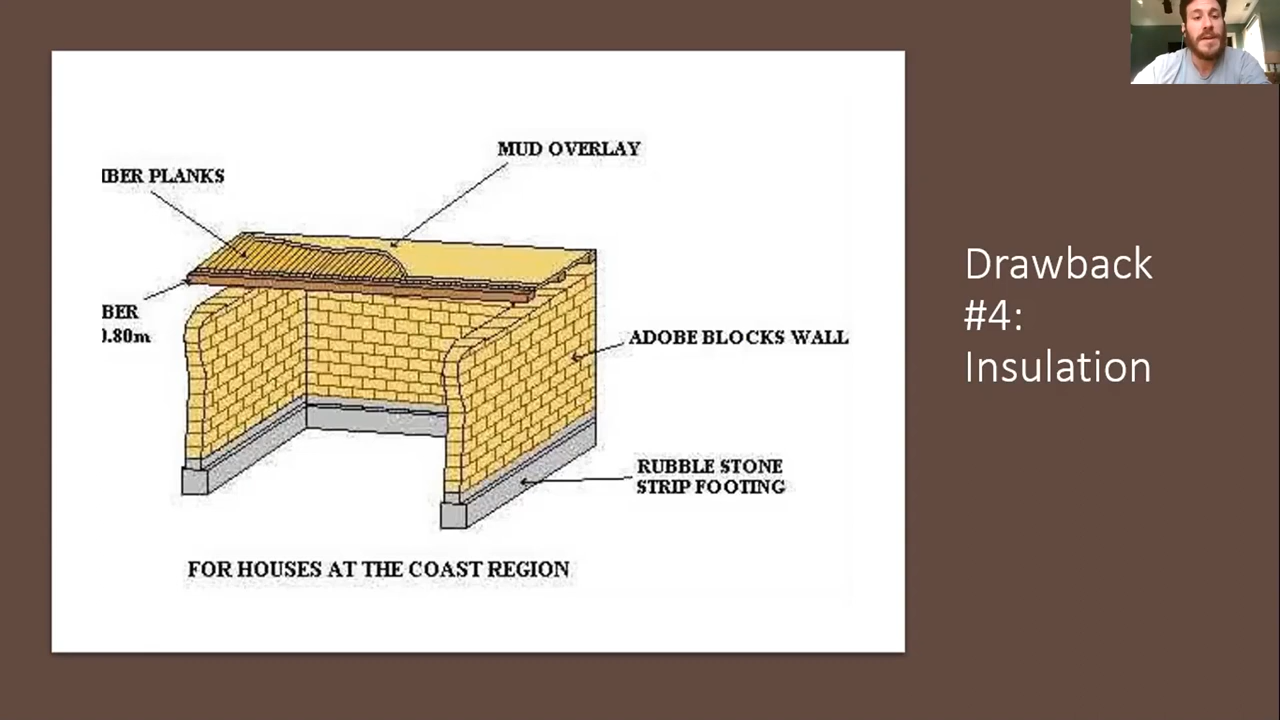 MUD OVERLAY
IBER PLANKS
BER
).80m
ADOBE BLOCKS WALL
RUBBLE STONE
STRIP FOOTING
FOR HOUSES AT THE COAST REGION
Drawback
#4:
Insulation